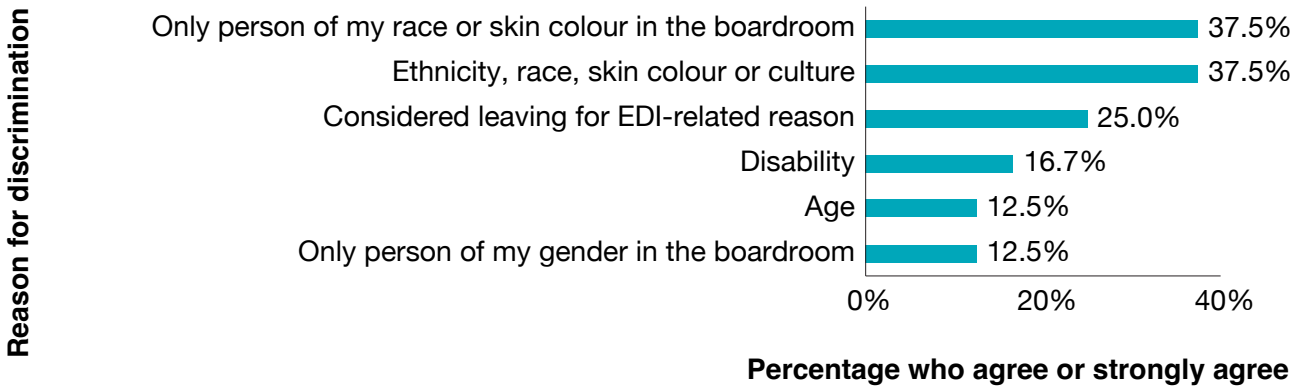 Reason for discrimination
Only person of my race or skin colour in the boardroom 37.5%
Ethnicity, race, skin colour or culture 37.5%
Considered leaving for EDI-related reason 25.0%
Disability 16.7%
Age 12.5%
Only person of my gender in the boardroom 12.5%
0% 20% 40%
Percentage who agree or strongly agree